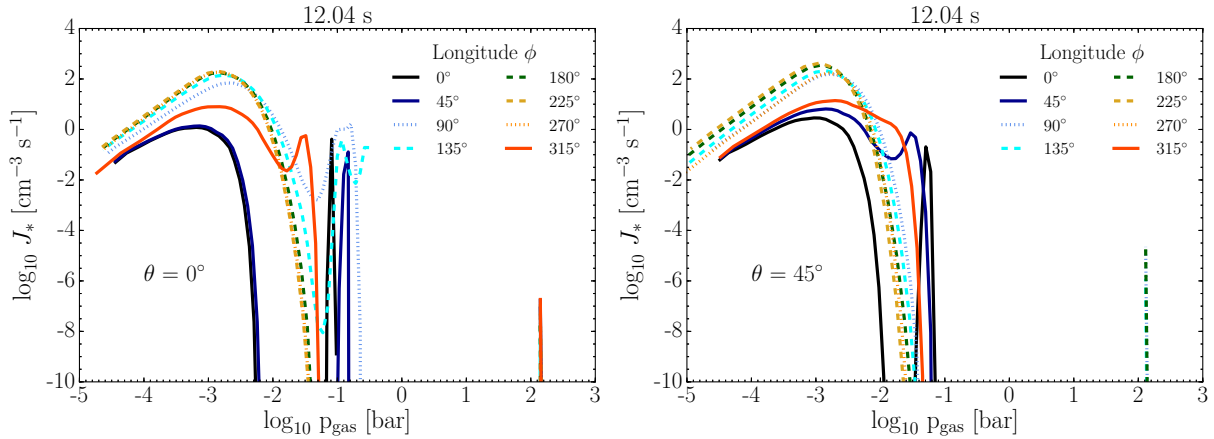 12.04 s
Longitude ϕ
0° 180°
45° 225°
90° 270°
135° 315°
θ = 0°
4
2
0
-2
-4
-6
-8
-10
log₁₀ J* [cm⁻³ s⁻¹]
-5 -4 -3 -2 -1 0 1 2 3
log₁₀ p_gas [bar]
12.04 s
Longitude ϕ
0° 180°
45° 225°
90° 270°
135° 315°
θ = 45°
4
2
0
-2
-4
-6
-8
-10
log₁₀ J* [cm⁻³ s⁻¹]
-5 -4 -3 -2 -1 0 1 2 3
log₁₀ p_gas [bar]